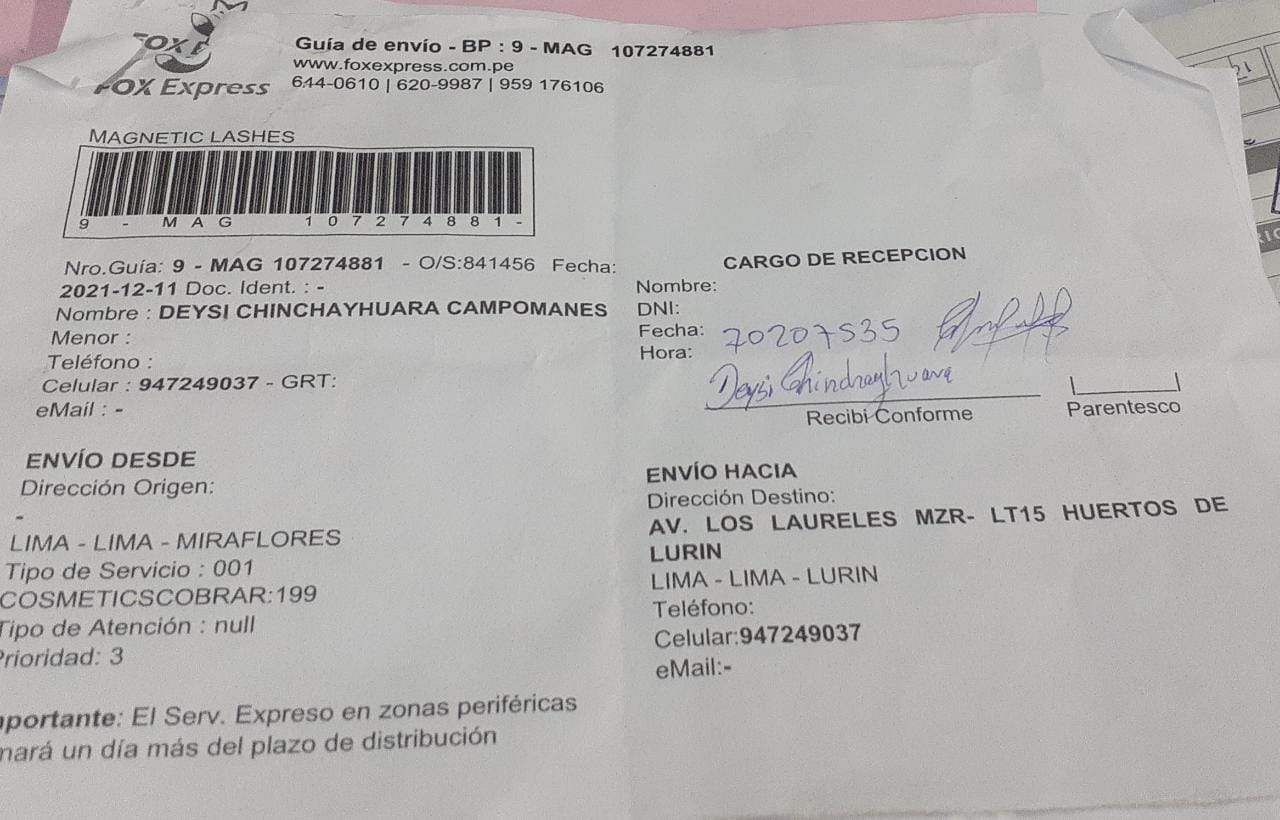 FOX Express
Guía de envío - BP : 9 - MAG 107274881
www.foxexpress.com.pe
644-0610 | 620-9987 | 959 176106
MAGNETIC LASHES
9 - MAG 107274881-
Nro.Guía: 9 - MAG 107274881 - O/S:841456 Fecha:
2021-12-11 Doc. Ident. : -
Nombre : DEYSI CHINCHAYHUARA CAMPOMANES
Menor :
Teléfono :
Celular : 947249037 - GRT:
eMail : -
CARGO DE RECEPCION
Nombre:
DNI:
Fecha: 70207535
Hora:
Deysi Chinchayhuara
Recibi Conforme
Parentesco
ENVÍO DESDE
Dirección Origen:
-
LIMA - LIMA - MIRAFLORES
Tipo de Servicio : 001
COSMETICSCOBRAR:199
Tipo de Atención : null
Prioridad: 3
ENVÍO HACIA
Dirección Destino:
AV. LOS LAURELES MZR- LT15 HUERTOS DE
LURIN
LIMA - LIMA - LURIN
Teléfono:
Celular:947249037
eMail:-
mportante: El Serv. Expreso en zonas periféricas
mará un día más del plazo de distribución